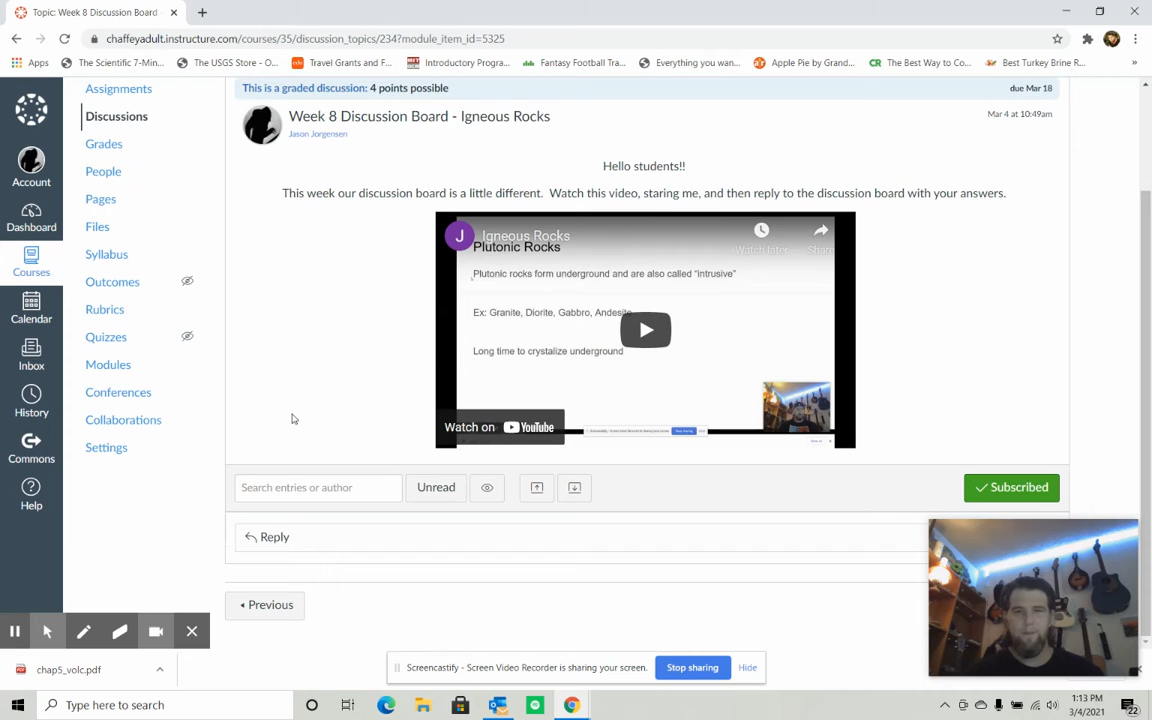 Topic: Week 8 Discussion Board -
chaffeyadult.instructure.com/courses/35/discussion_topics/234?module_item_id=5325
Apps
The Scientific 7-Min...
The USGS Store - O...
Travel Grants and F...
Introductory Progra...
Fantasy Football Tra...
Everything you wan...
Apple Pie by Grand...
The Best Way to Co...
Best Turkey Brine R...
Account
Dashboard
Courses
Calendar
Inbox
History
Commons
Help
Assignments
Discussions
Grades
People
Pages
Files
Syllabus
Outcomes
Rubrics
Quizzes
Modules
Conferences
Collaborations
Settings
This is a graded discussion: 4 points possible
due Mar 18
Week 8 Discussion Board - Igneous Rocks
Mar 4 at 10:49am
Jason Jorgensen
Hello students!!
This week our discussion board is a little different. Watch this video, staring me, and then reply to the discussion board with your answers.
J
Igneous Rocks
Watch later
Share
Plutonic Rocks
Plutonic rocks form underground and are also called "intrusive"
Ex: Granite, Diorite, Gabbro, Andesite
Long time to crystalize underground
Watch on YouTube
Search entries or author
Unread
Subscribed
Reply
Previous
chap5_volc.pdf
Screencastify - Screen Video Recorder is sharing your screen.
Stop sharing
Hide
Type here to search
1:13 PM
3/4/2021
22